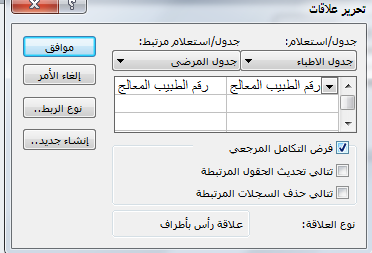 تحرير علاقات
جدول/استعلام: جدول/استعلام مرتبط:
جدول الاطباء جدول المرضى
رقم الطبيب المعالج رقم الطبيب المعالج
فرض التكامل المرجعي
تتالي تحديث الحقول المرتبطة
تتالي حذف السجلات المرتبطة
نوع العلاقة: علاقة رأس بأطراف
موافق
إلغاء الأمر
نوع الربط..
إنشاء جديد..